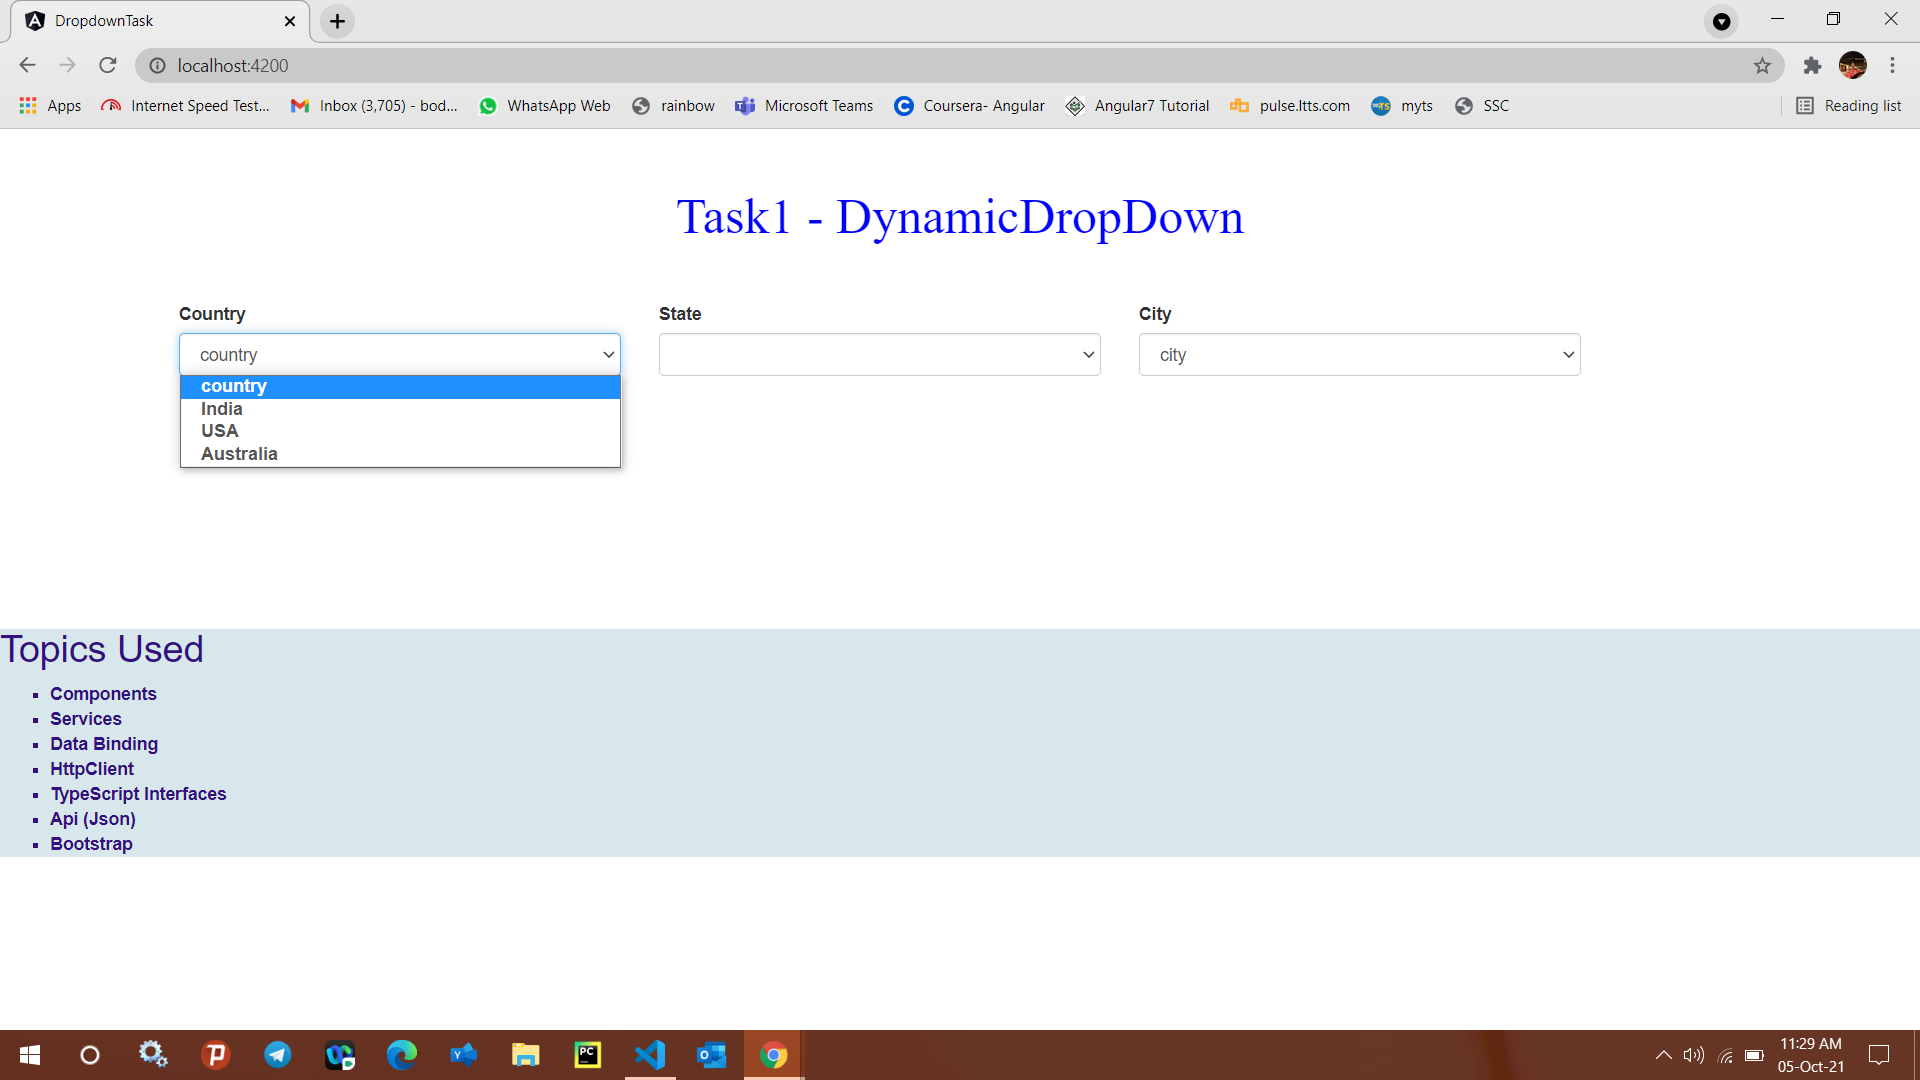 DropdownTask
localhost:4200
Apps Internet Speed Test... Inbox (3,705) - bod... WhatsApp Web rainbow Microsoft Teams Coursera- Angular Angular7 Tutorial pulse.ltts.com myts SSC Reading list
Task1 - DynamicDropDown
Country State City
country city
country
India
USA
Australia
Topics Used
Components
Services
Data Binding
HttpClient
TypeScript Interfaces
Api (Json)
Bootstrap
11:29 AM
05-Oct-21